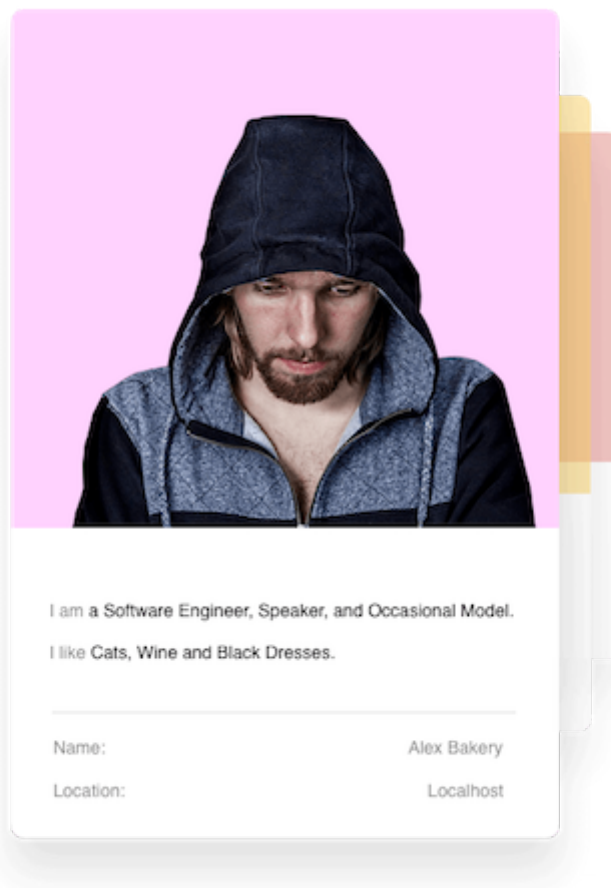 I am a Software Engineer, Speaker, and Occasional Model.
I like Cats, Wine and Black Dresses.
Name: Alex Bakery
Location: Localhost